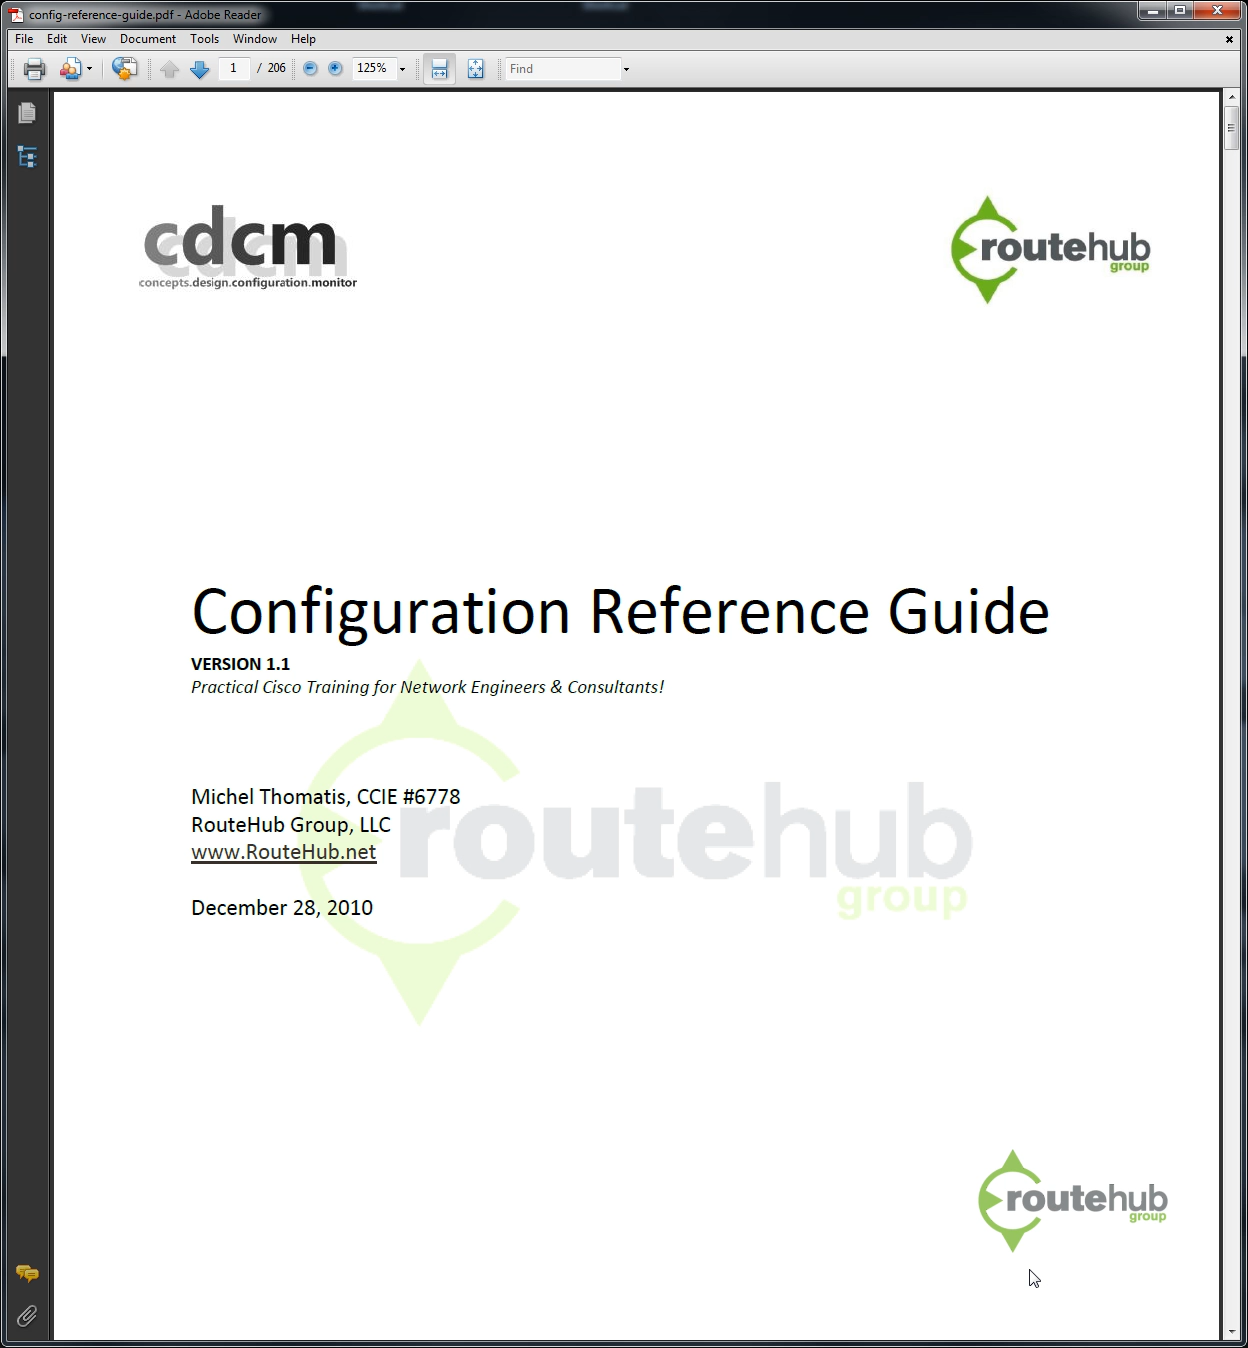 config-reference-guide.pdf - Adobe Reader
File Edit View Document Tools Window Help
1 / 206 125% Find
cdcm
concepts.design.configuration.monitor
routehub
group
Configuration Reference Guide
VERSION 1.1
Practical Cisco Training for Network Engineers & Consultants!
Michel Thomatis, CCIE #6778
RouteHub Group, LLC
www.RouteHub.net
December 28, 2010
routehub
group
routehub
group